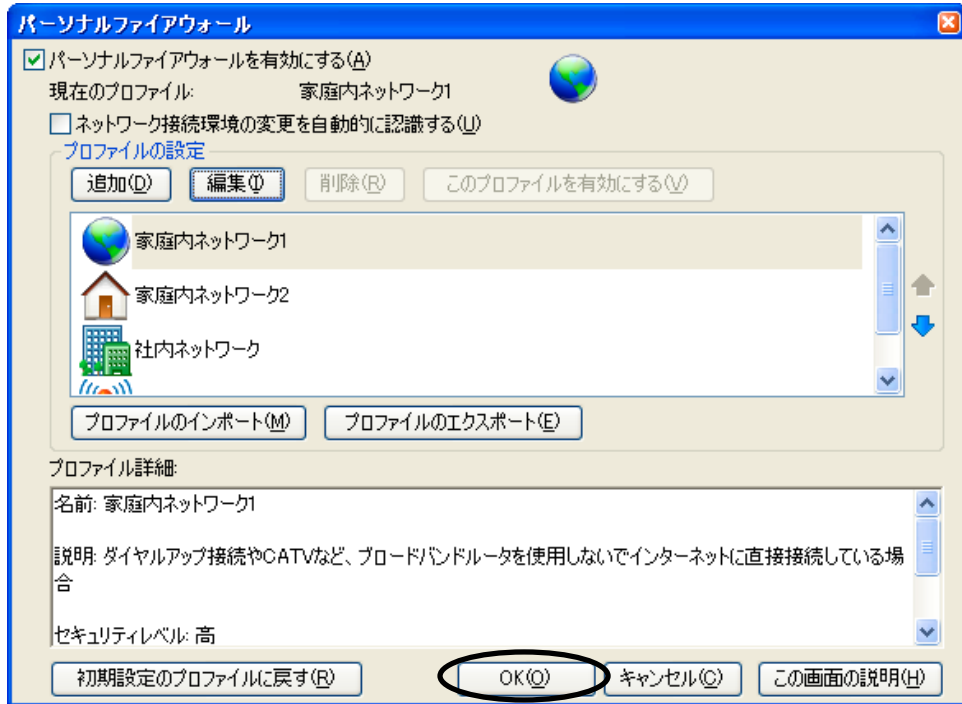 パーソナルファイアウォール
パーソナルファイアウォールを有効にする(A)
現在のプロファイル: 家庭内ネットワーク1
ネットワーク接続環境の変更を自動的に認識する(U)
プロファイルの設定
追加(D) 編集(I) 削除(R) このプロファイルを有効にする(V)
家庭内ネットワーク1
家庭内ネットワーク2
社内ネットワーク
プロファイルのインポート(M) プロファイルのエクスポート(E)
プロファイル詳細:
名前: 家庭内ネットワーク1
説明: ダイヤルアップ接続やCATVなど、ブロードバンドルータを使用しないでインターネットに直接接続している場
合
セキュリティレベル: 高
初期設定のプロファイルに戻す(R) OK(O) キャンセル(C) この画面の説明(H)